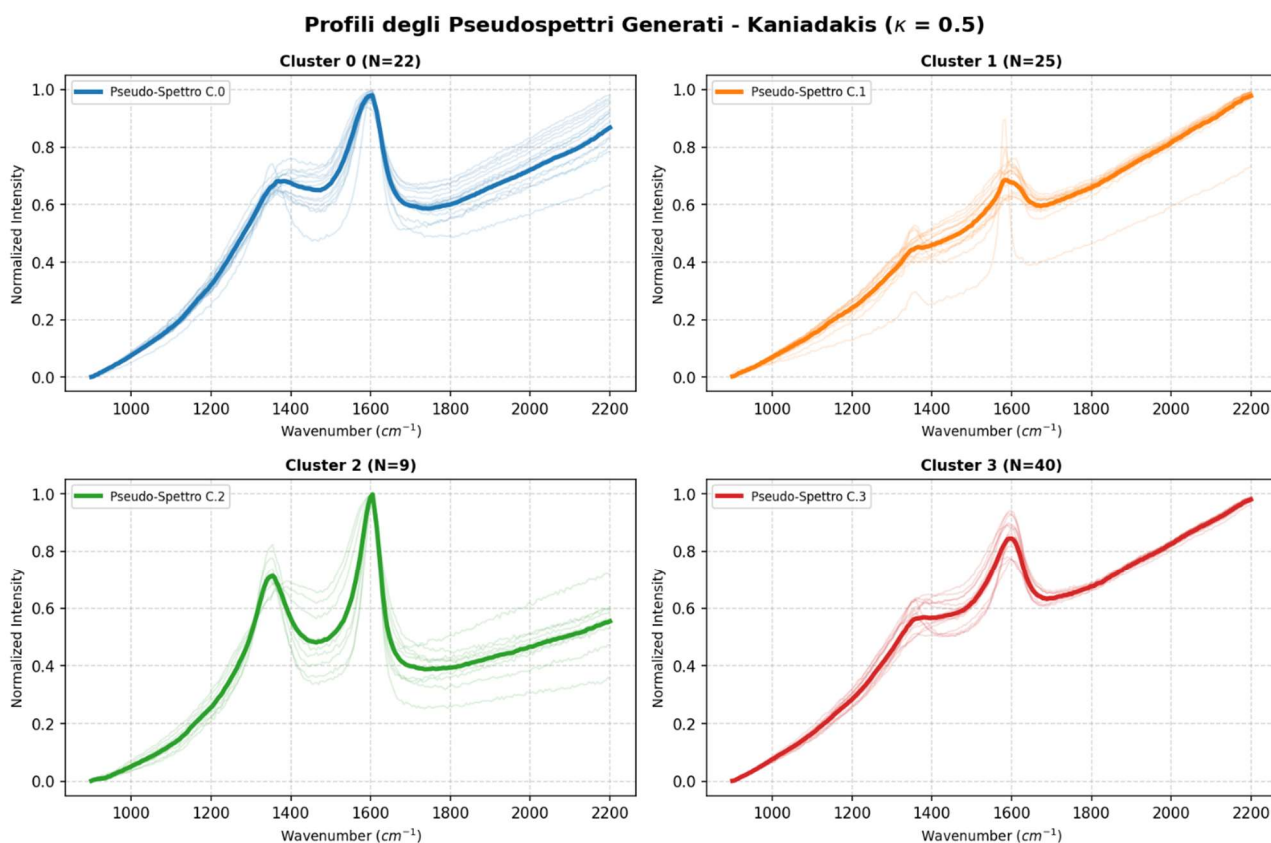 Profili degli Pseudospettri Generati - Kaniadakis (κ = 0.5)
Cluster 0 (N=22)
Pseudo-Spettro C.0
Normalized Intensity
1.0
0.8
0.6
0.4
0.2
0.0
1000 1200 1400 1600 1800 2000 2200
Wavenumber (cm⁻¹)
Cluster 1 (N=25)
Pseudo-Spettro C.1
Normalized Intensity
1.0
0.8
0.6
0.4
0.2
0.0
1000 1200 1400 1600 1800 2000 2200
Wavenumber (cm⁻¹)
Cluster 2 (N=9)
Pseudo-Spettro C.2
Normalized Intensity
1.0
0.8
0.6
0.4
0.2
0.0
1000 1200 1400 1600 1800 2000 2200
Wavenumber (cm⁻¹)
Cluster 3 (N=40)
Pseudo-Spettro C.3
Normalized Intensity
1.0
0.8
0.6
0.4
0.2
0.0
1000 1200 1400 1600 1800 2000 2200
Wavenumber (cm⁻¹)